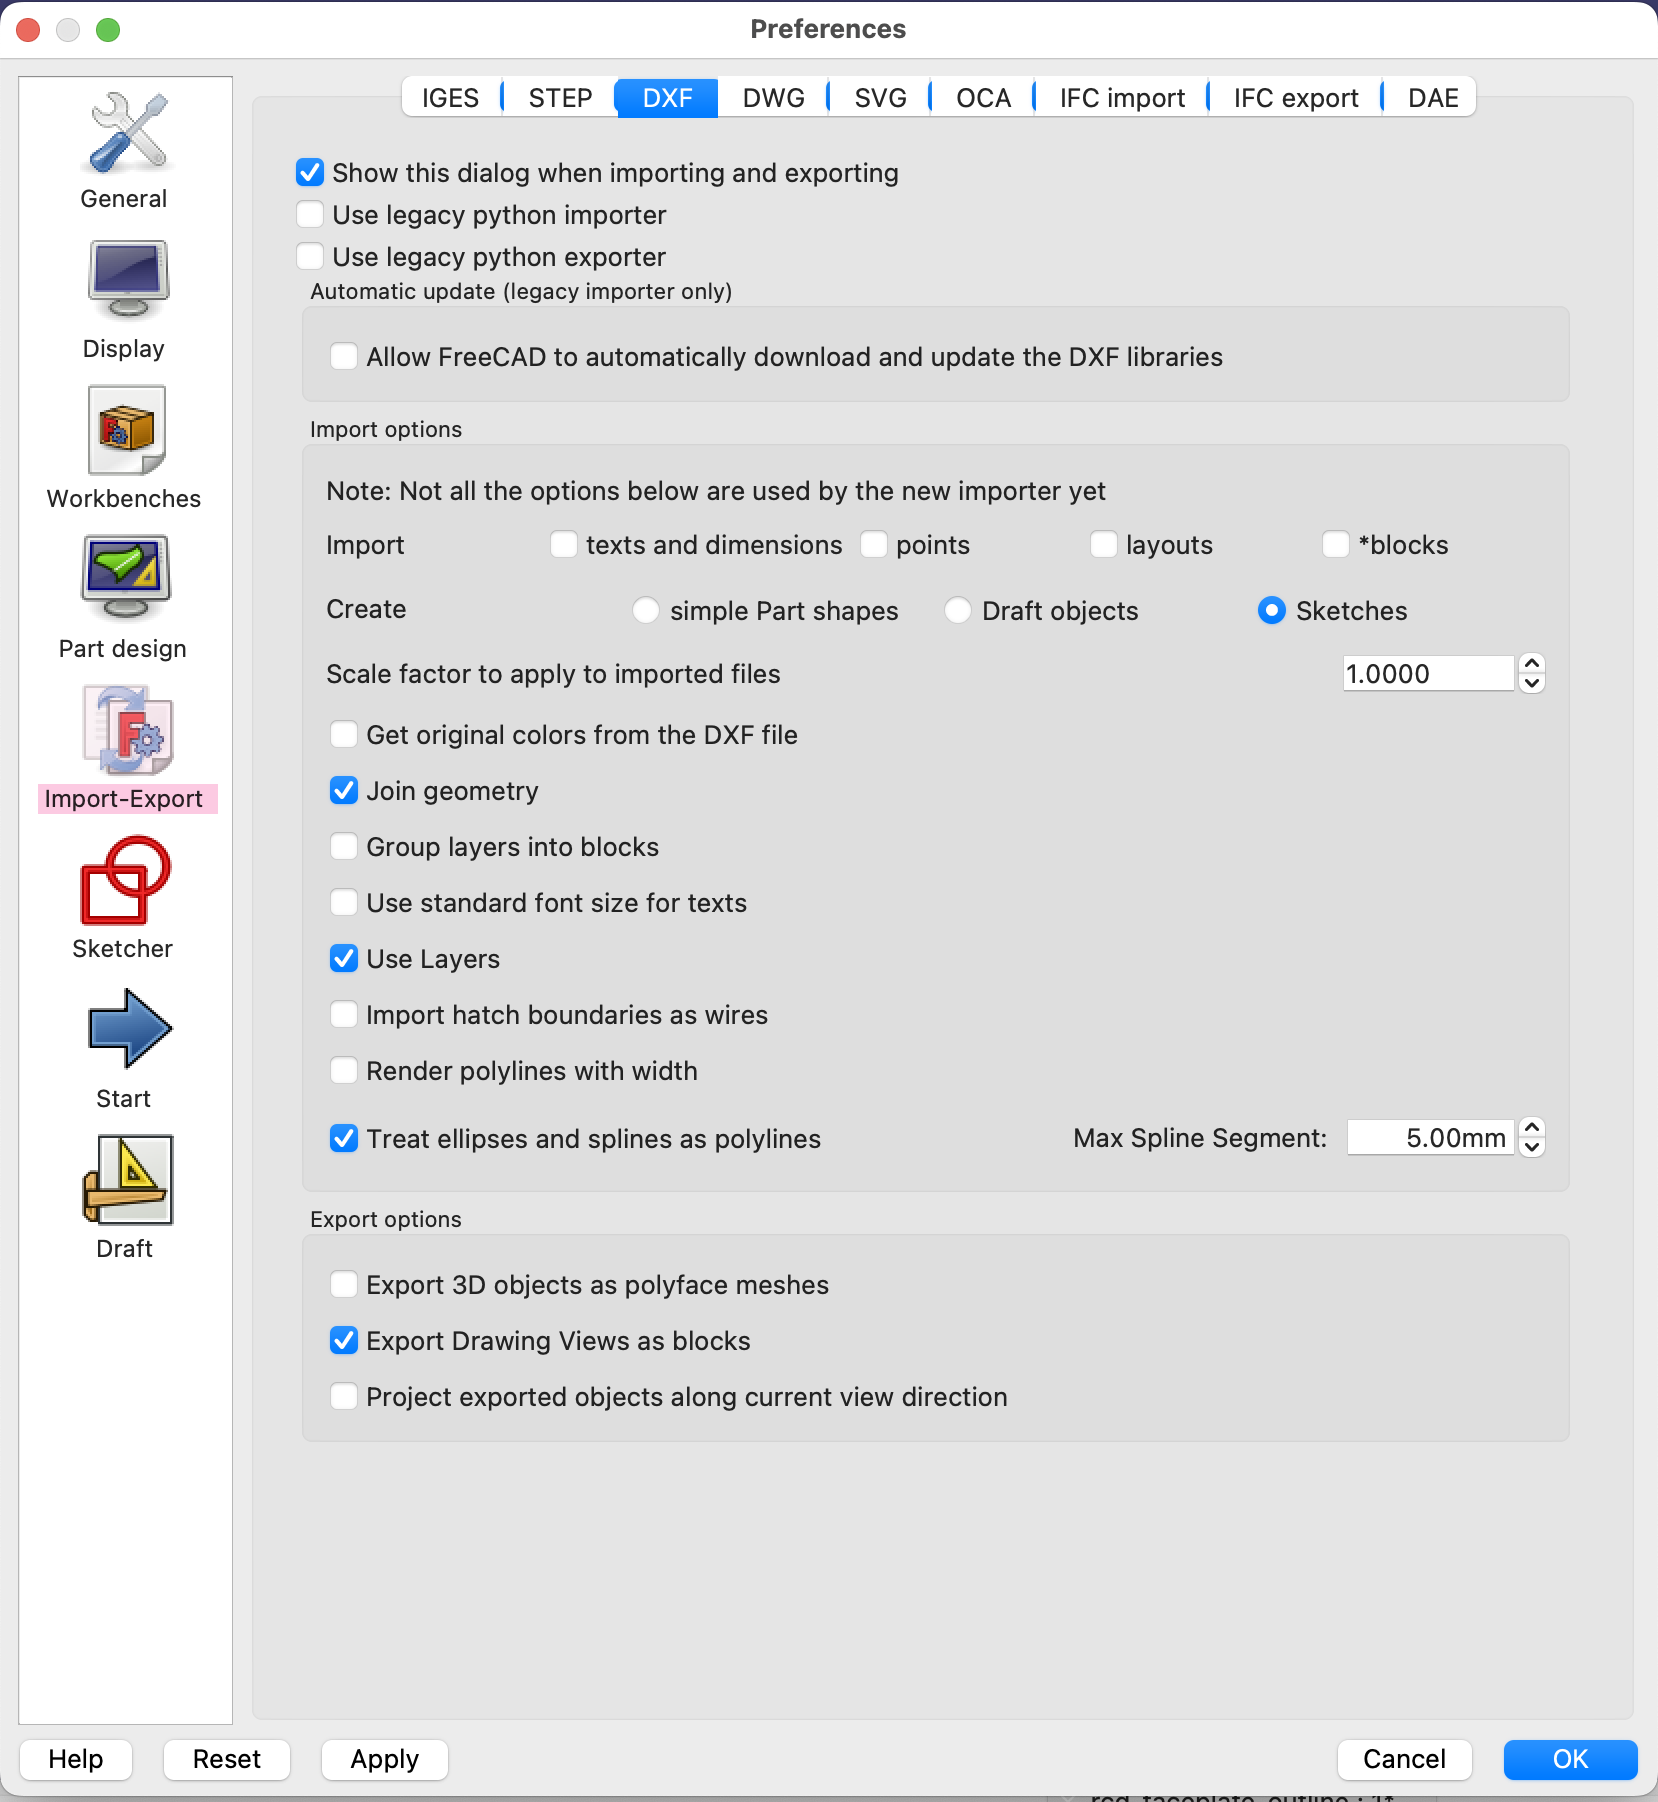 Preferences
IGES STEP DXF DWG SVG OCA IFC import IFC export DAE
General
Display
Workbenches
Part design
Import-Export
Sketcher
Start
Draft
Show this dialog when importing and exporting
Use legacy python importer
Use legacy python exporter
Automatic update (legacy importer only)
Allow FreeCAD to automatically download and update the DXF libraries
Import options
Note: Not all the options below are used by the new importer yet
Import texts and dimensions points layouts *blocks
Create simple Part shapes Draft objects Sketches
Scale factor to apply to imported files 1.0000
Get original colors from the DXF file
Join geometry
Group layers into blocks
Use standard font size for texts
Use Layers
Import hatch boundaries as wires
Render polylines with width
Treat ellipses and splines as polylines Max Spline Segment: 5.00mm
Export options
Export 3D objects as polyface meshes
Export Drawing Views as blocks
Project exported objects along current view direction
Help Reset Apply Cancel OK